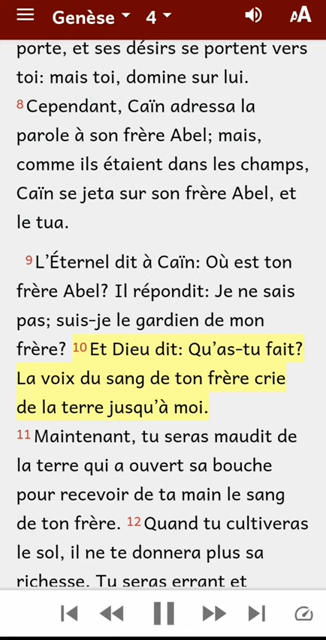 Genèse 4
AA
porte, et ses désirs se portent vers
toi: mais toi, domine sur lui.
8 Cependant, Caïn adressa la
parole à son frère Abel; mais,
comme ils étaient dans les champs,
Caïn se jeta sur son frère Abel, et
le tua.
9 L'Éternel dit à Caïn: Où est ton
frère Abel? Il répondit: Je ne sais
pas; suis-je le gardien de mon
frère? 10 Et Dieu dit: Qu'as-tu fait?
La voix du sang de ton frère crie
de la terre jusqu'à moi.
11 Maintenant, tu seras maudit de
la terre qui a ouvert sa bouche
pour recevoir de ta main le sang
de ton frère. 12 Quand tu cultiveras
le sol, il ne te donnera plus sa
richesse. Tu seras errant et